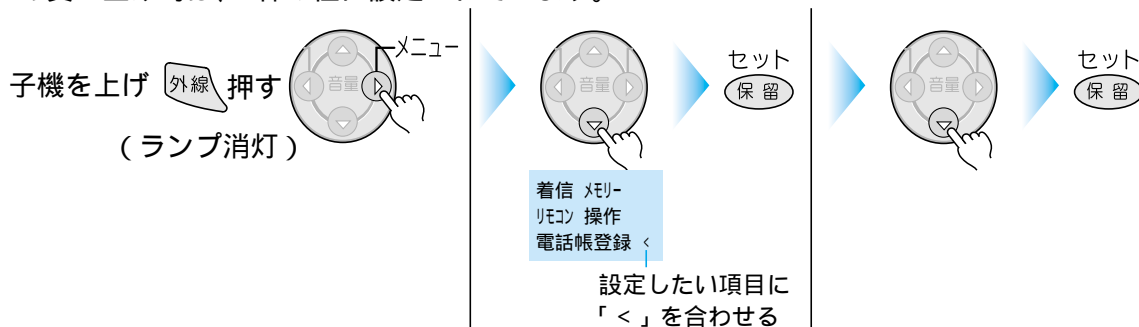 メニュー
子機を上げ 外線 押す
音量
(ランプ消灯)
音量
セット
保留
着信 ﾒﾓﾘｰ
ﾘﾓｺﾝ 操作
電話帳登録 <
設定したい項目に
「<」を合わせる
音量
セット
保留